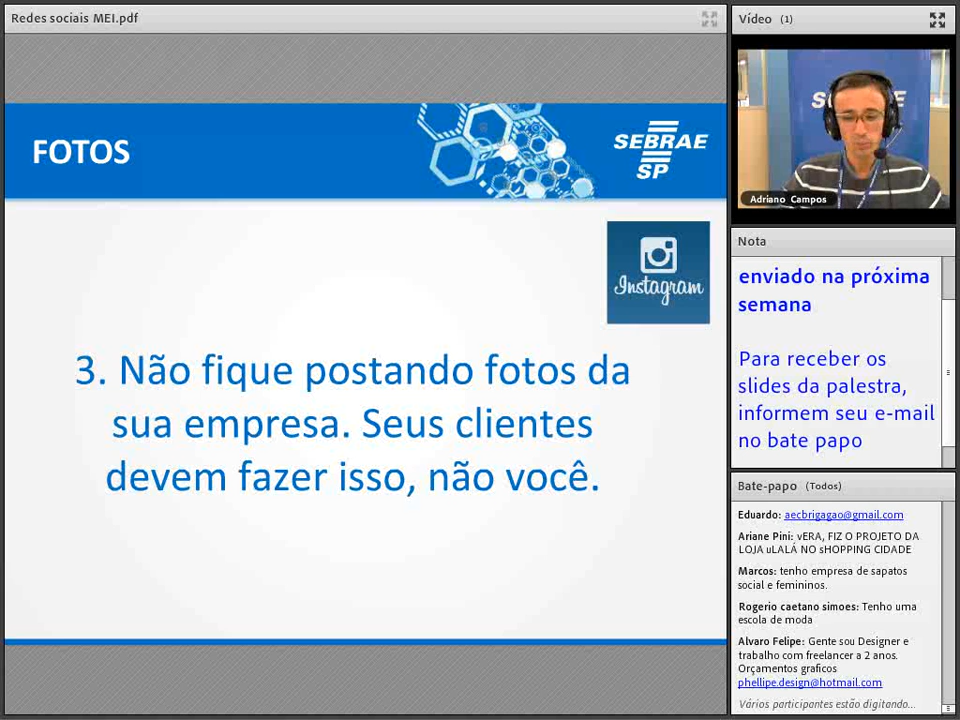 Redes sociais MEI.pdf
FOTOS
SEBRAE
SP
Instagram
3. Não fique postando fotos da
sua empresa. Seus clientes
devem fazer isso, não você.
Vídeo (1)
Adriano Campos
Nota
enviado na próxima
semana
Para receber os
slides da palestra,
informem seu e-mail
no bate papo
Bate-papo (Todos)
Eduardo: aecbrigagao@gmail.com
Ariane Pini: vERA, FIZ O PROJETO DA
LOJA uLALÁ NO sHOPPING CIDADE
Marcos: tenho empresa de sapatos
social e femininos.
Rogerio caetano simoes: Tenho uma
escola de moda
Alvaro Felipe: Gente sou Designer e
trabalho com freelancer a 2 anos.
Orçamentos graficos
phellipe.design@hotmail.com
Vários participantes estão digitando...